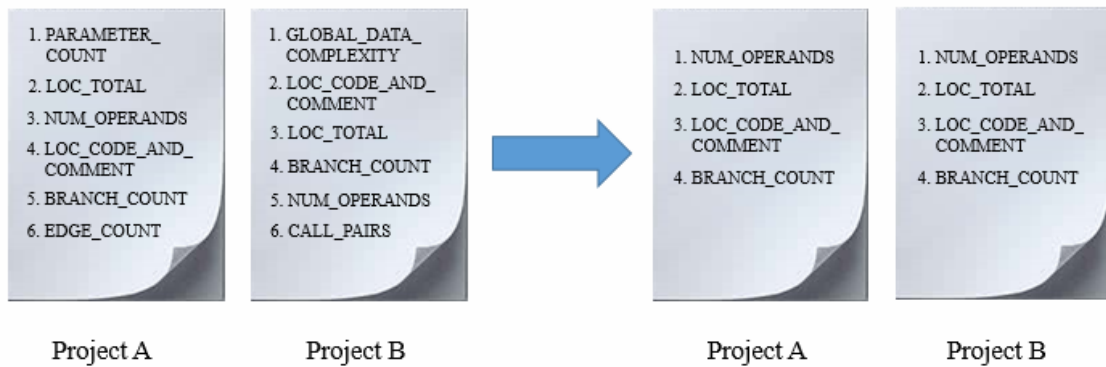 1. PARAMETER_
COUNT
2. LOC_TOTAL
3. NUM_OPERANDS
4. LOC_CODE_AND_
COMMENT
5. BRANCH_COUNT
6. EDGE_COUNT
1. GLOBAL_DATA_
COMPLEXITY
2. LOC_CODE_AND_
COMMENT
3. LOC_TOTAL
4. BRANCH_COUNT
5. NUM_OPERANDS
6. CALL_PAIRS
1. NUM_OPERANDS
2. LOC_TOTAL
3. LOC_CODE_AND_
COMMENT
4. BRANCH_COUNT
1. NUM_OPERANDS
2. LOC_TOTAL
3. LOC_CODE_AND_
COMMENT
4. BRANCH_COUNT
Project A
Project B
Project A
Project B